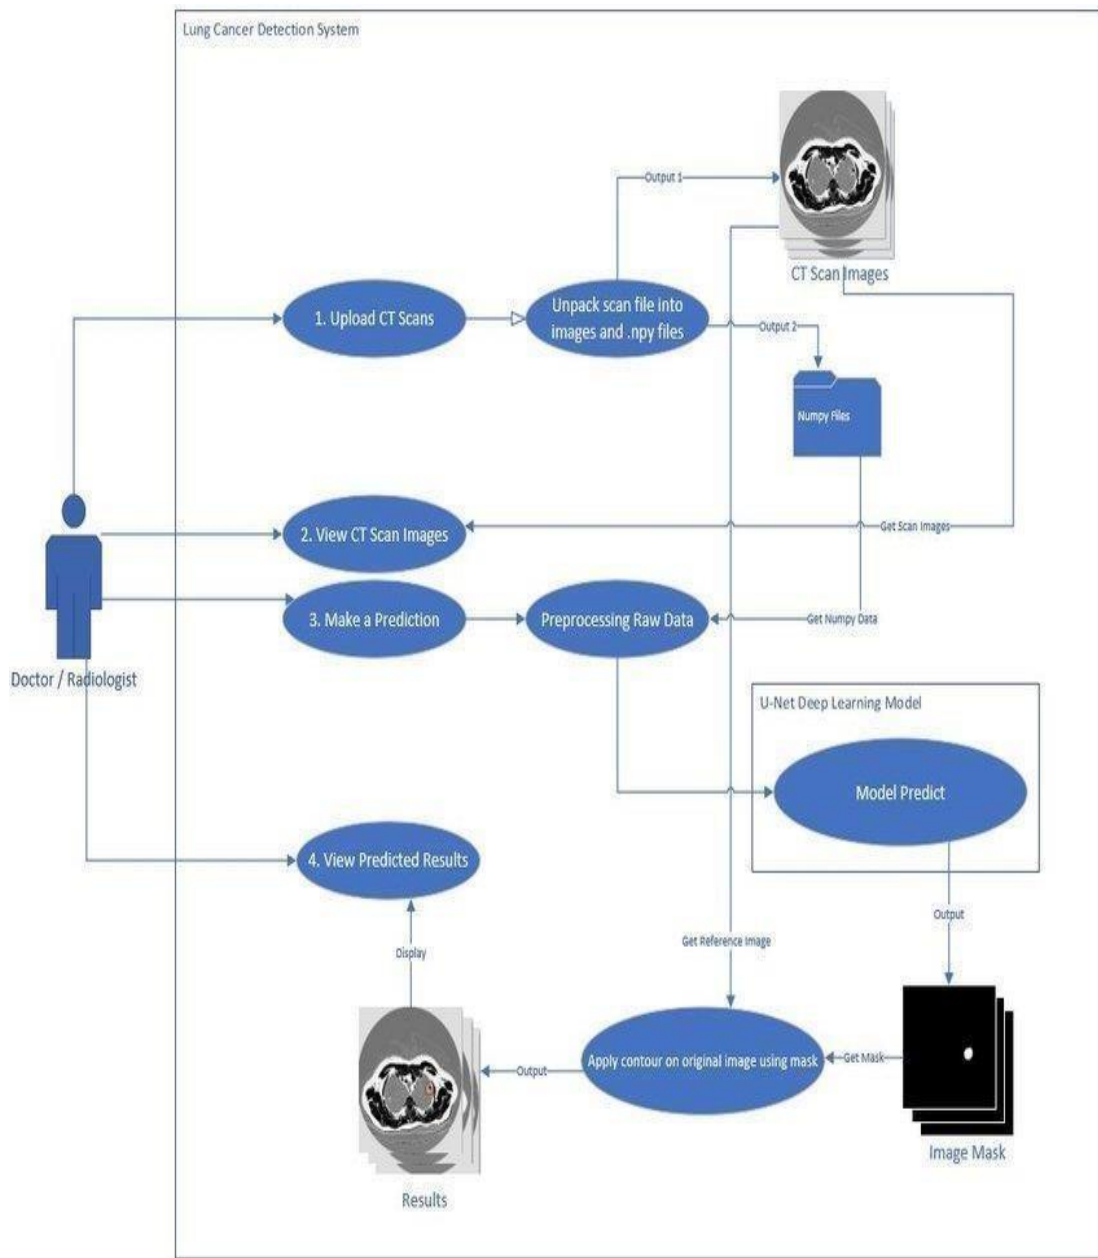 Lung Cancer Detection System
Output 1
CT Scan Images
1. Upload CT Scans
Unpack scan file into
images and .npy files
Output 2
Numpy Files
2. View CT Scan Images
Get Scan Images
3. Make a Prediction
Preprocessing Raw Data
Get Numpy Data
Doctor / Radiologist
U-Net Deep Learning Model
Model Predict
4. View Predicted Results
Output
Get Reference Image
Display
Apply contour on original image using mask
Get Mask
Output
Image Mask
Results